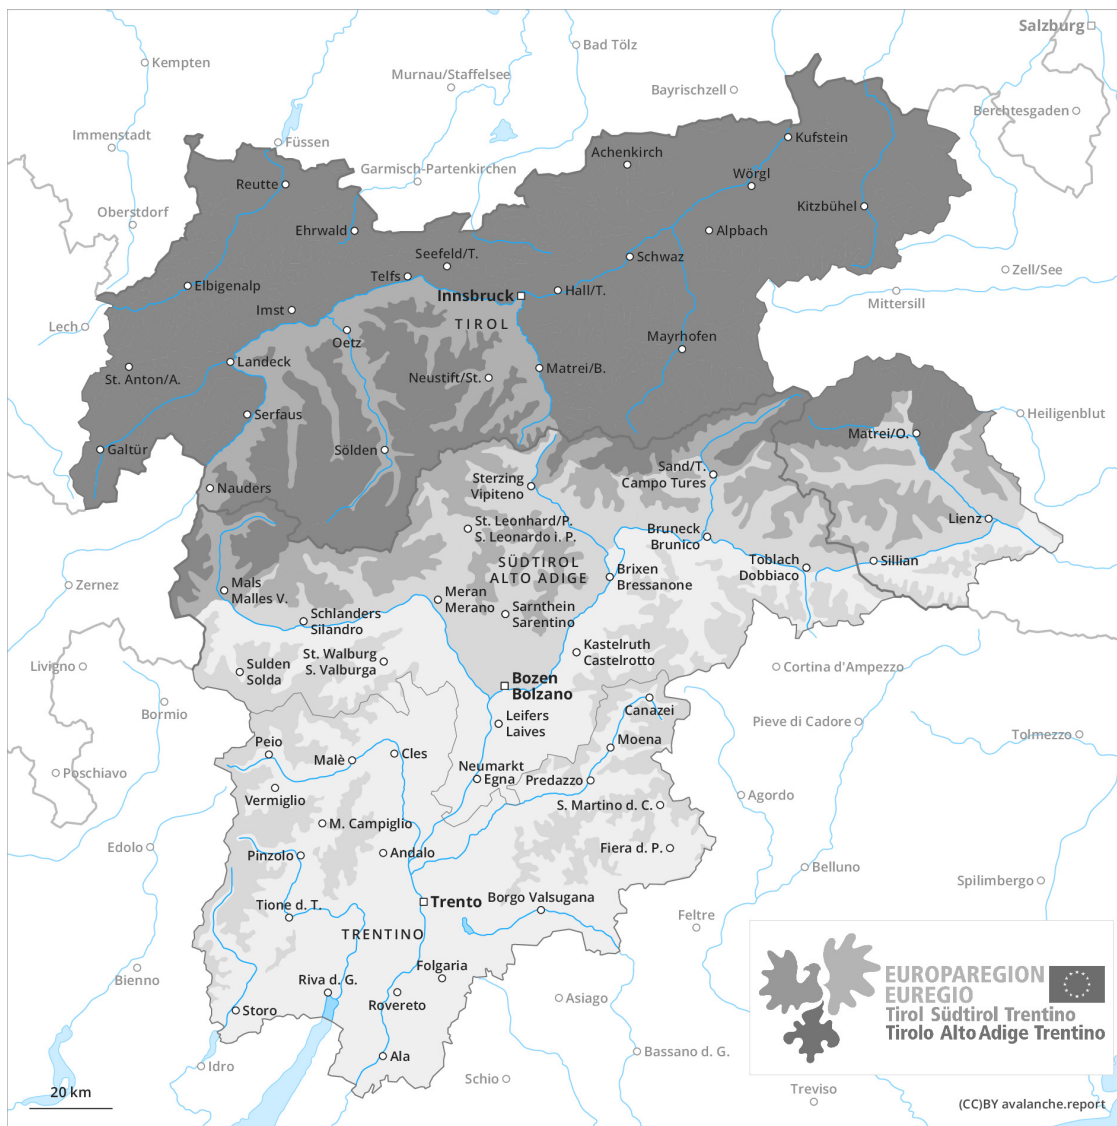 Salzburg
Bad Tölz
Kempten
Murnau/Staffelsee
Bayrischzell
Berchtesgaden
Immenstadt
Füssen
Kufstein
Achenkirch
Garmisch-Partenkirchen
Wörgl
Reutte
Kitzbühel
Oberstdorf
Ehrwald
Alpbach
Seefeld/T.
Schwaz
Zell/See
Telfs
Elbigenalp
Hall/T.
Innsbruck
Mittersill
Imst
TIROL
Lech
Oetz
Mayrhofen
Landeck
Matrei/B.
St. Anton/A.
Neustift/St.
Serfaus
Heiligenblut
Matrei/O.
Galtür
Sölden
Sand/T.
Campo Tures
Sterzing
Vipiteno
Nauders
St. Leonhard/P.
S. Leonardo i. P.
Lienz
Bruneck
Brunico
SÜDTIROL
ALTO ADIGE
Toblach
Dobbiaco
Sillian
Brixen
Bressanone
Zernez
Mals
Malles V.
Meran
Merano
Schlanders
Silandro
Sarnthein
Sarentino
Kastelruth
Castelrotto
St. Walburg
S. Valburga
Livigno
Sulden
Solda
Cortina d'Ampezzo
Bozen
Bolzano
Bormio
Canazei
Leifers
Laives
Pieve di Cadore
Tolmezzo
Moena
Peio
Malè
Cles
Poschiavo
Neumarkt
Egna
Predazzo
Vermiglio
Agordo
S. Martino d. C.
M. Campiglio
Edolo
Pinzolo
Andalo
Fiera d. P.
Belluno
Spilimbergo
Tione d. T.
Trento
Borgo Valsugana
Feltre
TRENTINO
Folgaria
Bienno
Riva d. G.
Rovereto
Asiago
Storo
EUROPAREGION
EUREGIO
Tirol Südtirol Trentino
Tirolo Alto Adige Trentino
Ala
Idro
Bassano d. G.
Schio
Treviso
20 km
(CC)BY avalanche.report